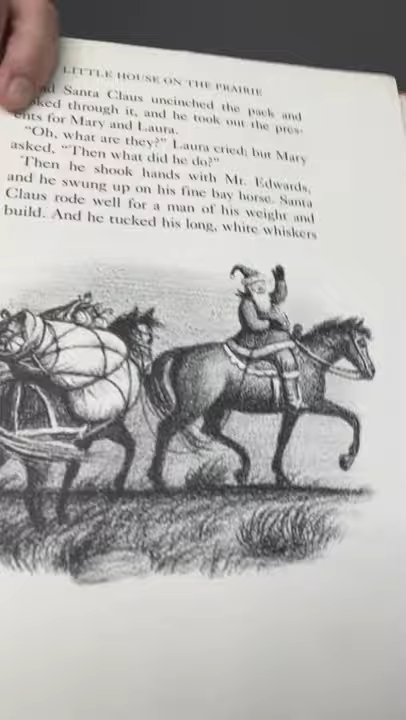 LITTLE HOUSE ON THE PRAIRIE
Santa Claus uncinched the pack and
through it, and he took out the pres-
ents for Mary and Laura.
"Oh, what are they?" Laura cried; but Mary
asked, "Then what did he do?"
Then he shook hands with Mr. Edwards,
and he swung up on his fine bay horse. Santa
Claus rode well for a man of his weight and
build. And he tucked his long, white whiskers